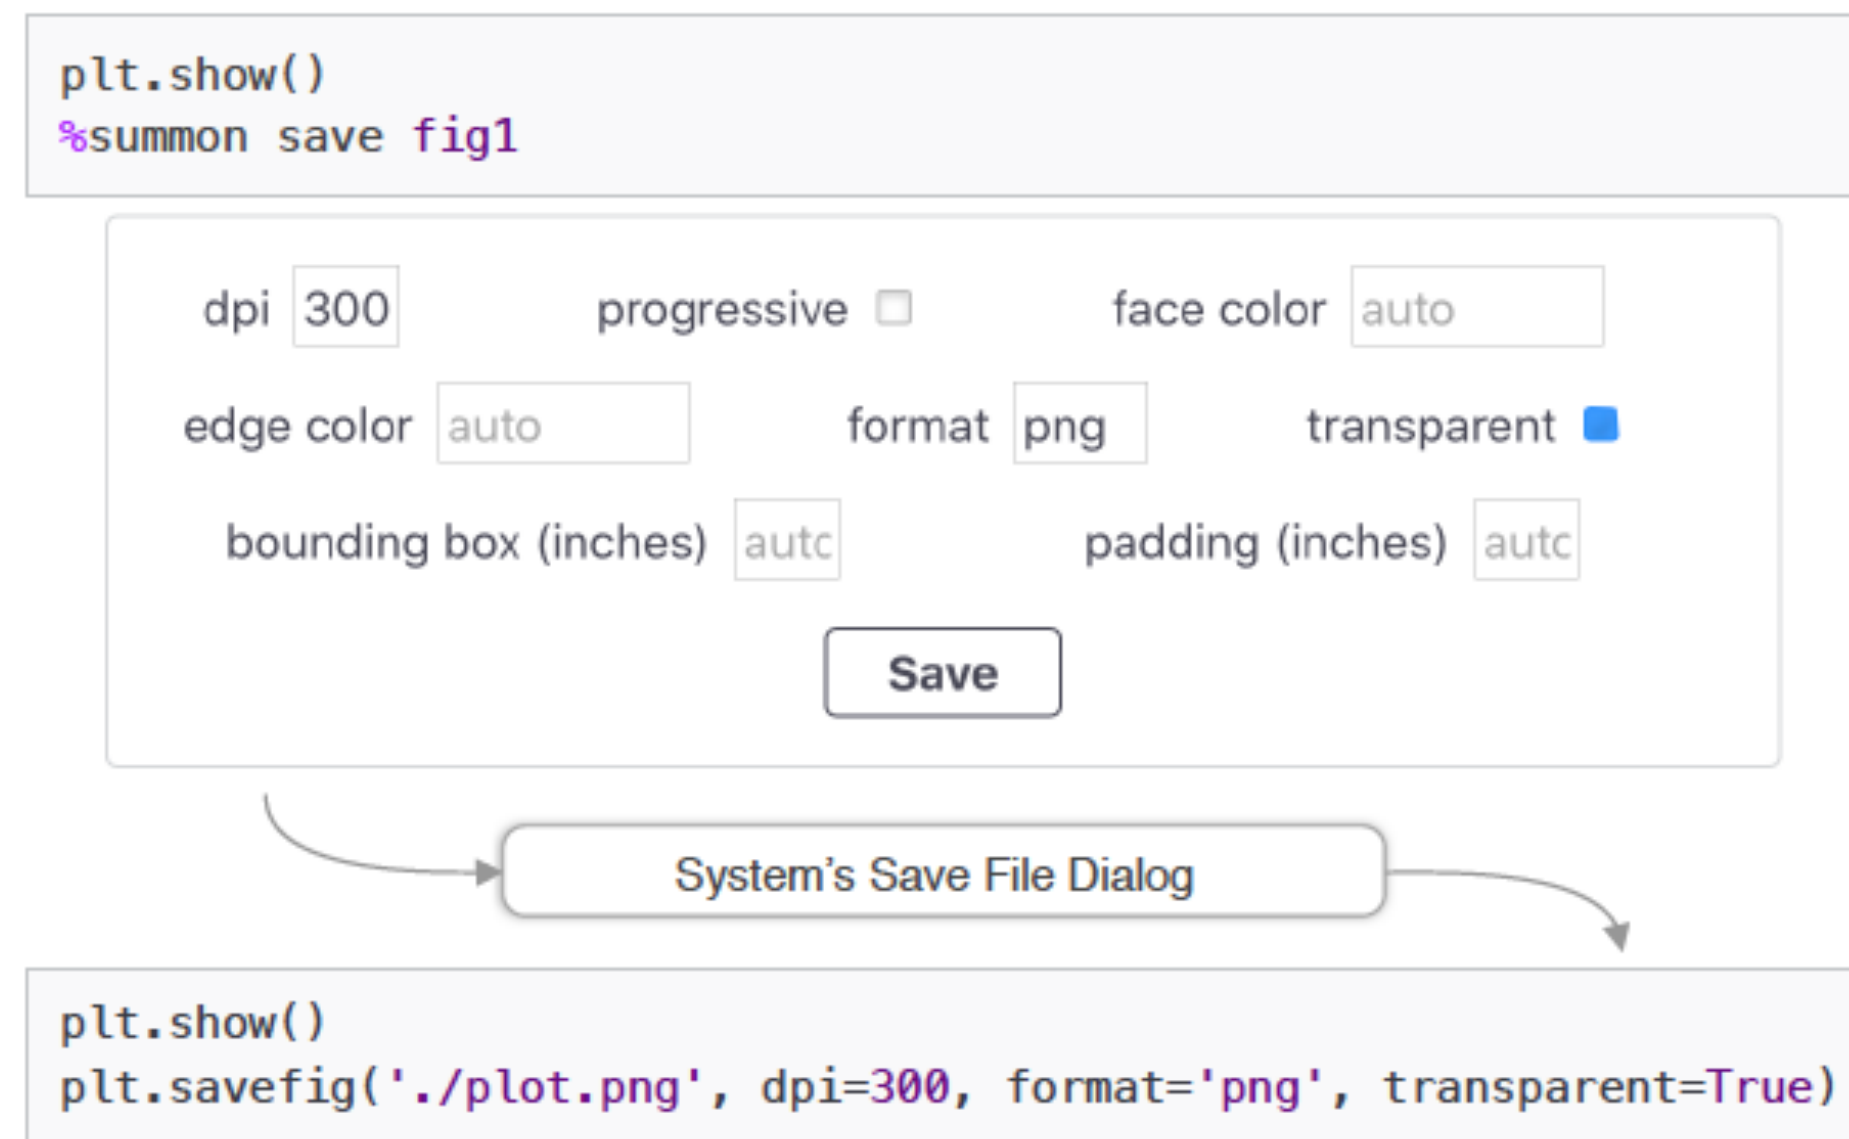 plt.show()
%summon save fig1
dpi 300 progressive face color auto
edge color auto format png transparent
bounding box (inches) auto padding (inches) auto
Save
System's Save File Dialog
plt.show()
plt.savefig('./plot.png', dpi=300, format='png', transparent=True)